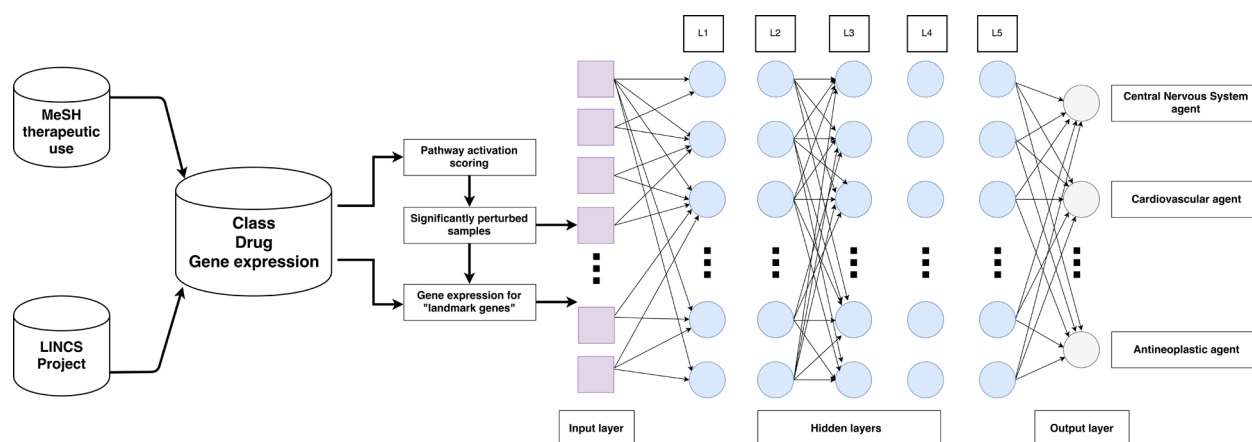 MeSH
therapeutic
use
LINCS
Project
Class
Drug
Gene expression
Pathway activation
scoring
Significantly perturbed
samples
Gene expression for
"landmark genes"
L1
L2
L3
L4
L5
Central Nervous System
agent
Cardiovascular agent
Antineoplastic agent
Input layer
Hidden layers
Output layer